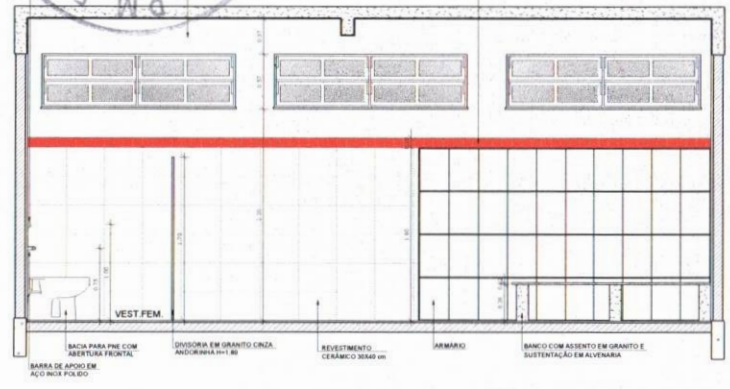 VEST.FEM.
BACIA PARA PNE COM
ABERTURA FRONTAL
DIVISORIA EM GRANITO CINZA
ANDORINHA H=1.80
REVESTIMENTO
CERÂMICO 30X40 cm
ARMÁRIO
BANCO COM ASSENTO EM GRANITO E
SUSTENTAÇÃO EM ALVENARIA
BARRA DE APOIO EM
AÇO INOX POLIDO